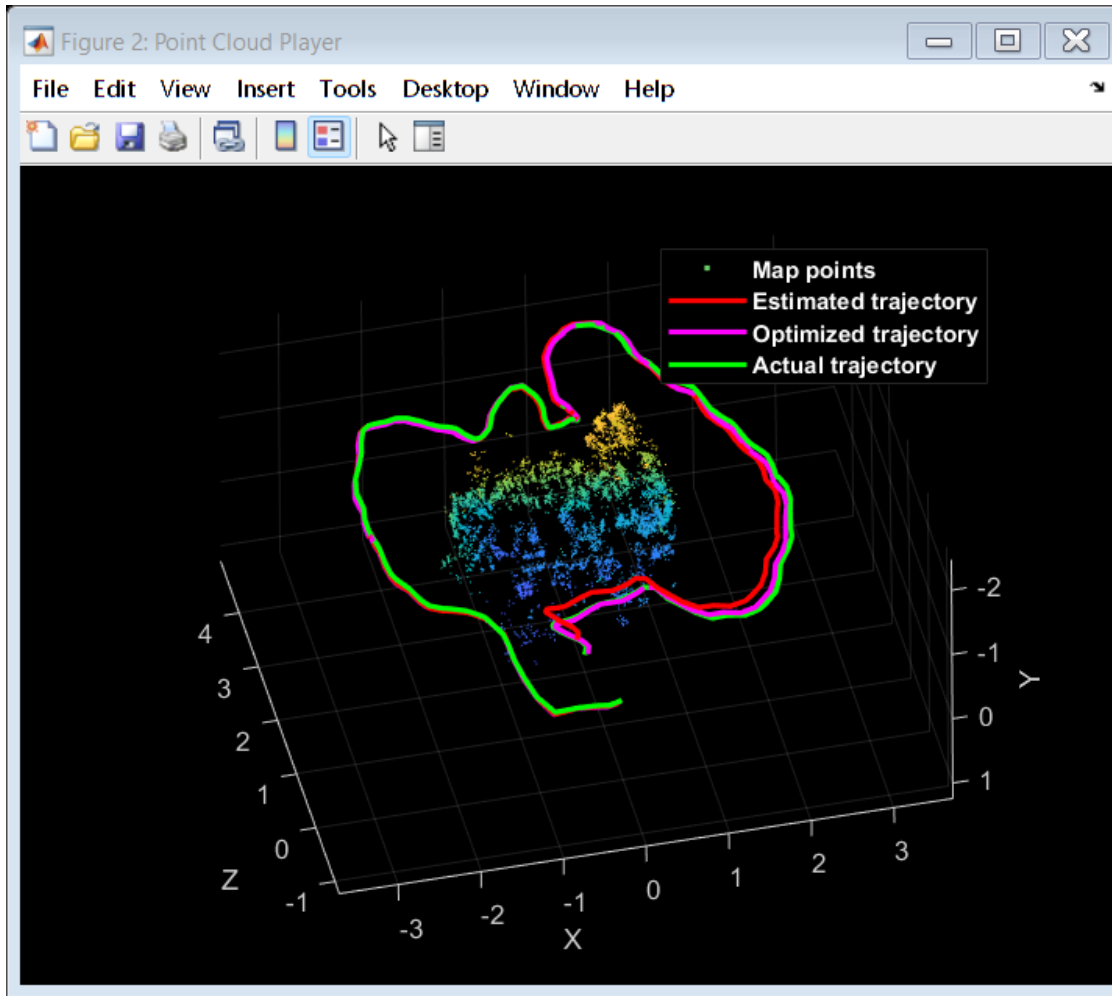 Figure 2: Point Cloud Player
File Edit View Insert Tools Desktop Window Help
Map points
Estimated trajectory
Optimized trajectory
Actual trajectory
4
3
2
1
0
-1
Z
-3
-2
-1
0
1
2
3
X
-2
-1
0
1
Y